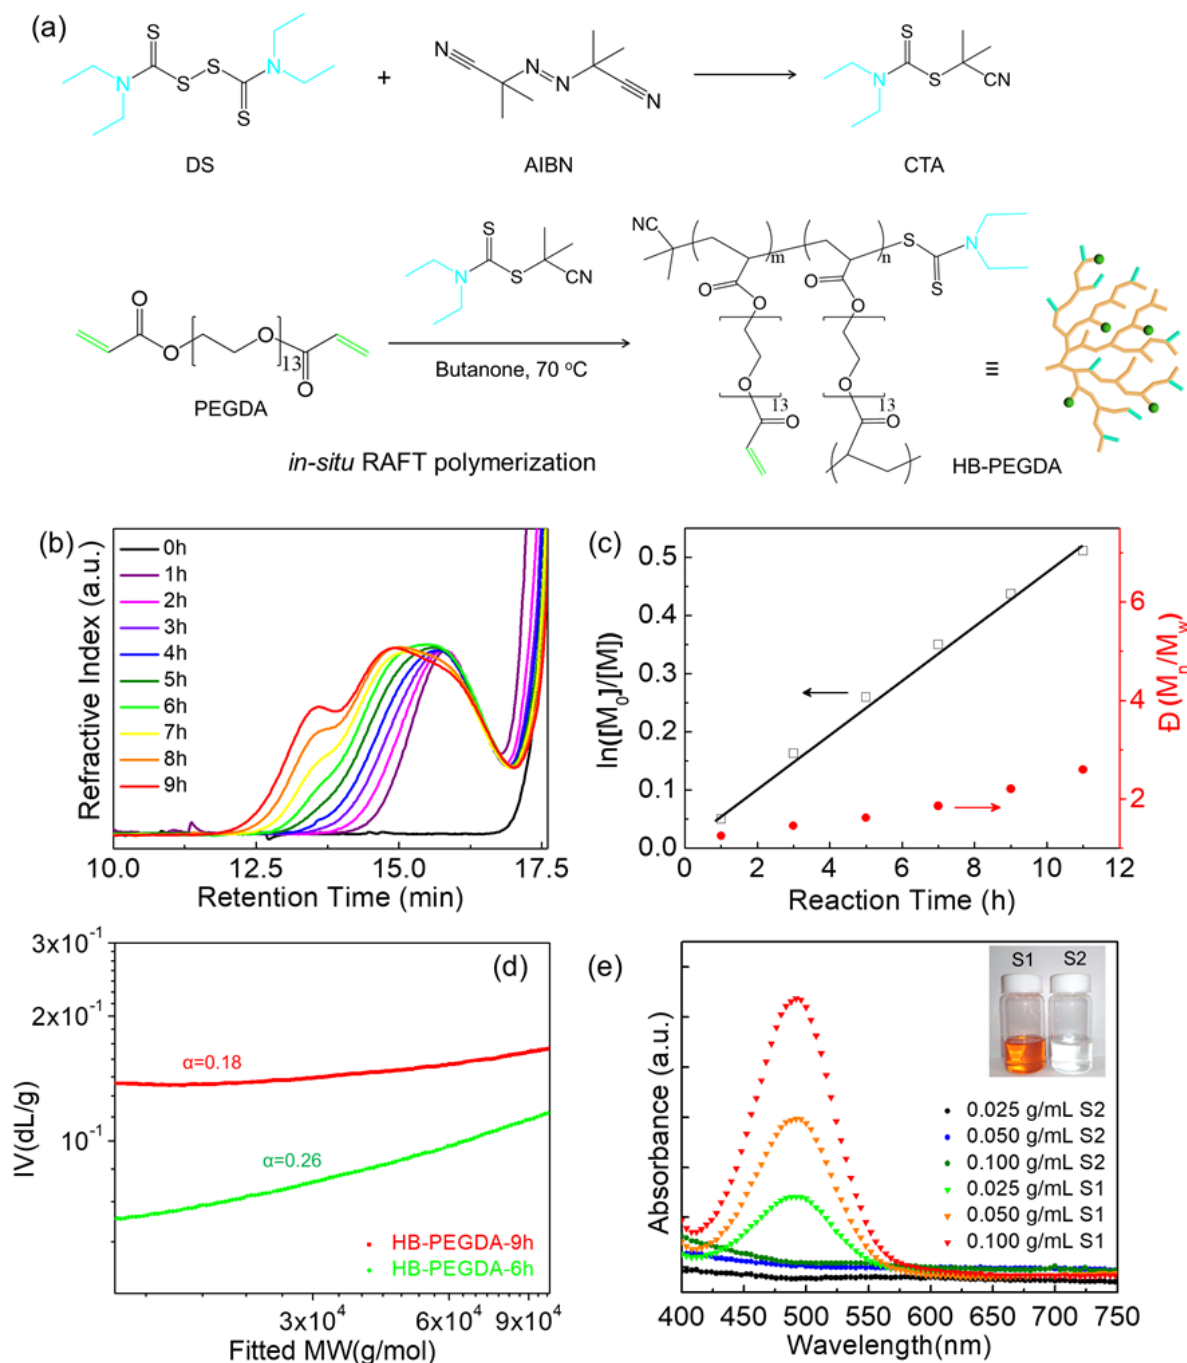 (a)
S
N
S
S
N
S
DS
+
N
N
N
N
AIBN
S
N
S
CN
CTA
O
O
O
13
O
PEGDA
S
N
S
CN
Butanone, 70 °C
in-situ RAFT polymerization
NC
m
n
S
N
S
O
O
O
O
O
O
13
13
O
O
≡
HB-PEGDA
(b)
0h
1h
2h
3h
4h
5h
6h
7h
8h
9h
Refractive Index (a.u.)
10.0 12.5 15.0 17.5
Retention Time (min)
(c)
0.5
0.4
0.3
0.2
0.1
0.0
ln([M₀]/[M])
6
4
2
Đ (Mₙ/M_w)
0 2 4 6 8 10 12
Reaction Time (h)
(d)
3x10⁻¹
2x10⁻¹
10⁻¹
IV(dL/g)
α=0.18
α=0.26
HB-PEGDA-9h
HB-PEGDA-6h
3x10⁴ 6x10⁴ 9x10⁴
Fitted MW(g/mol)
(e)
Absorbance (a.u.)
S1 S2
0.025 g/mL S2
0.050 g/mL S2
0.100 g/mL S2
0.025 g/mL S1
0.050 g/mL S1
0.100 g/mL S1
400 450 500 550 600 650 700 750
Wavelength(nm)